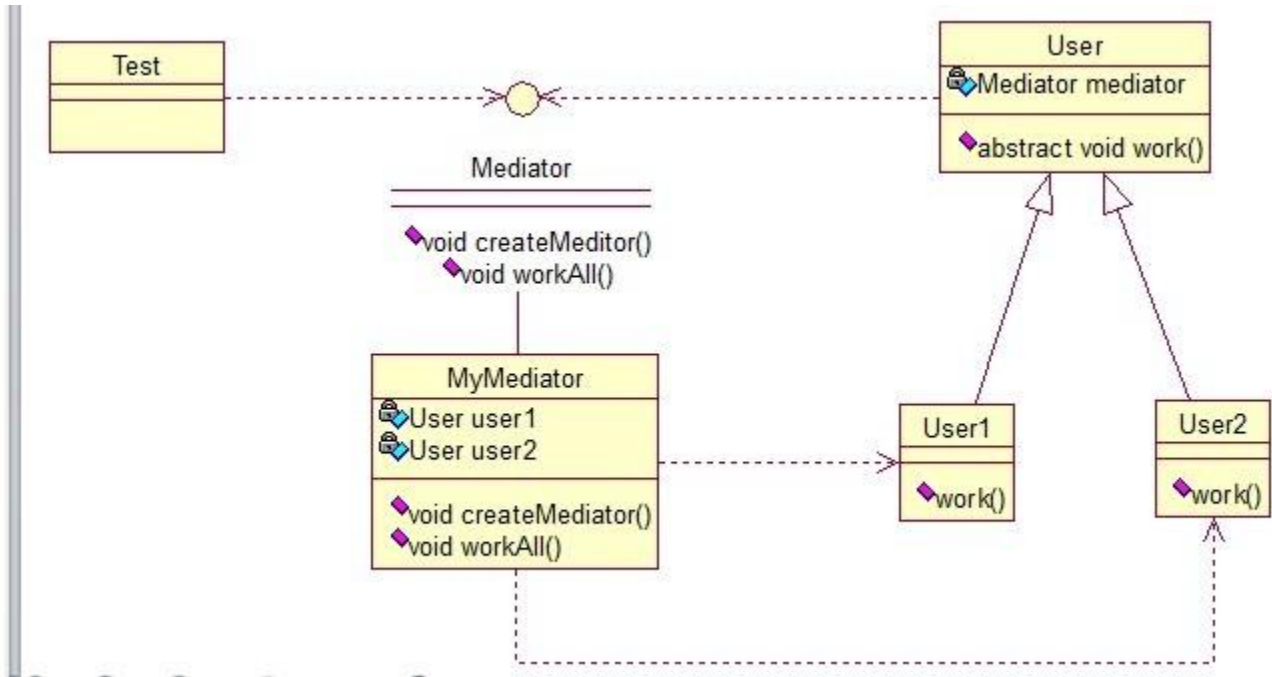 Test
User
Mediator mediator
abstract void work()
Mediator
void createMeditor()
void workAll()
MyMediator
User user1
User user2
void createMediator()
void workAll()
User1
work()
User2
work()